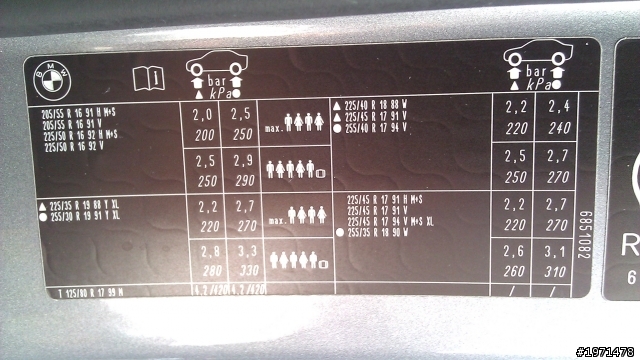 BMW
bar bar
kPa kPa
205/55 R 16 91 H M+S
205/55 R 16 91 V
225/50 R 16 92 H M+S
225/50 R 16 92 V
2,0 2,5
200 250
max.
2,5 2,9
250 290
225/40 R 18 88 W
225/45 R 17 91 V
255/40 R 17 94 V
2,2 2,4
220 240
2,5 2,7
250 270
225/35 R 19 88 Y XL
255/30 R 19 91 Y XL
2,2 2,7
220 270
max.
2,8 3,3
280 330
225/45 R 17 91 H M+S
225/45 R 17 91 V
225/45 R 17 94 V M+S XL
255/35 R 18 90 W
2,2 2,7
220 270
2,6 3,1
260 310
T 125/80 R 17 99 M
4,2/420 4,2/420
/ /
6851082
R
6
#1971478